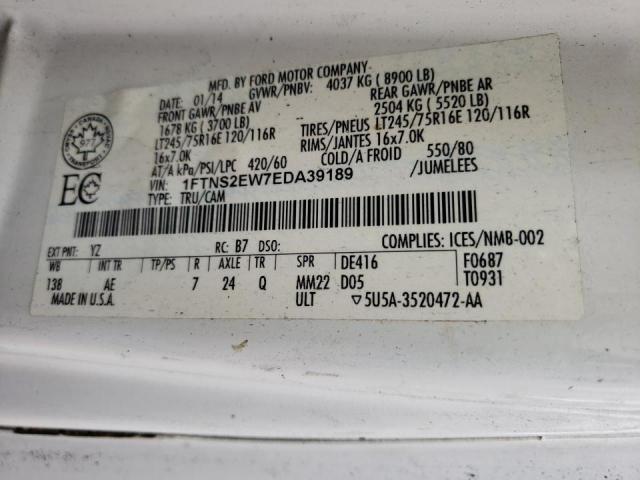 MFD. BY FORD MOTOR COMPANY
01/14 GVWR/PNBV: 4037 KG ( 8900 LB)
FRONT GAWR/PNBE AV REAR GAWR/PNBE AR
1678 KG (3700 LB) 2504 KG ( 5520 LB)
LT245/75R16E 120/116R TIRES/PNEUS LT245/75R16E 120/116R
16x7.0K RIMS/JANTES 16x7.0K
AT/A kPa/PSI/LPC 420/60 COLD/A FROID 550/80
VIN: 1FTNS2EW7EDA39189 /JUMELEES
TYPE: TRU/CAM
EC
EXT PNT: YZ RC: B7 DSO: COMPLIES: ICES/NMB-002
WB INT TR TP/PS R AXLE TR SPR DE416 F0687
138 AE 7 24 Q MM22 D05 T0931
MADE IN U.S.A. ULT ▽5U5A-3520472-AA